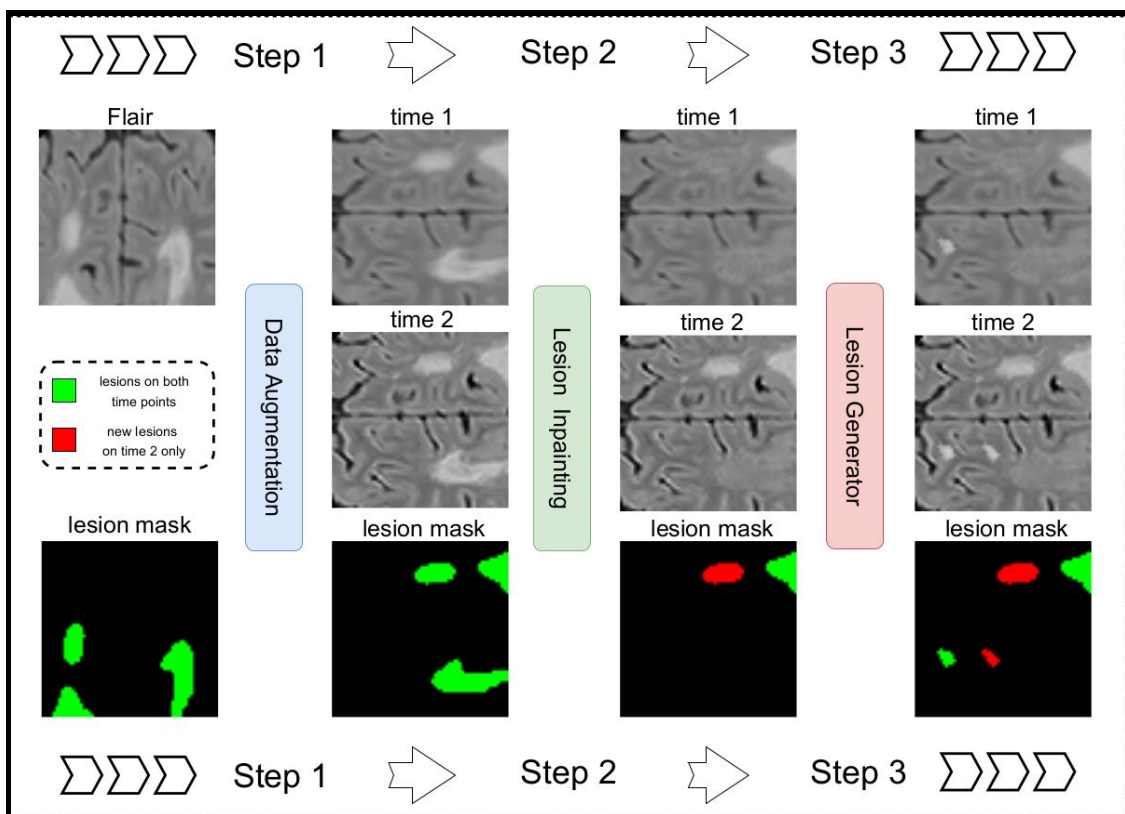 Step 1
Step 2
Step 3
Flair
time 1
time 1
time 1
Data Augmentation
Lesion Inpainting
Lesion Generator
time 2
time 2
time 2
lesions on both
time points
new lesions
on time 2 only
lesion mask
lesion mask
lesion mask
lesion mask
Step 1
Step 2
Step 3